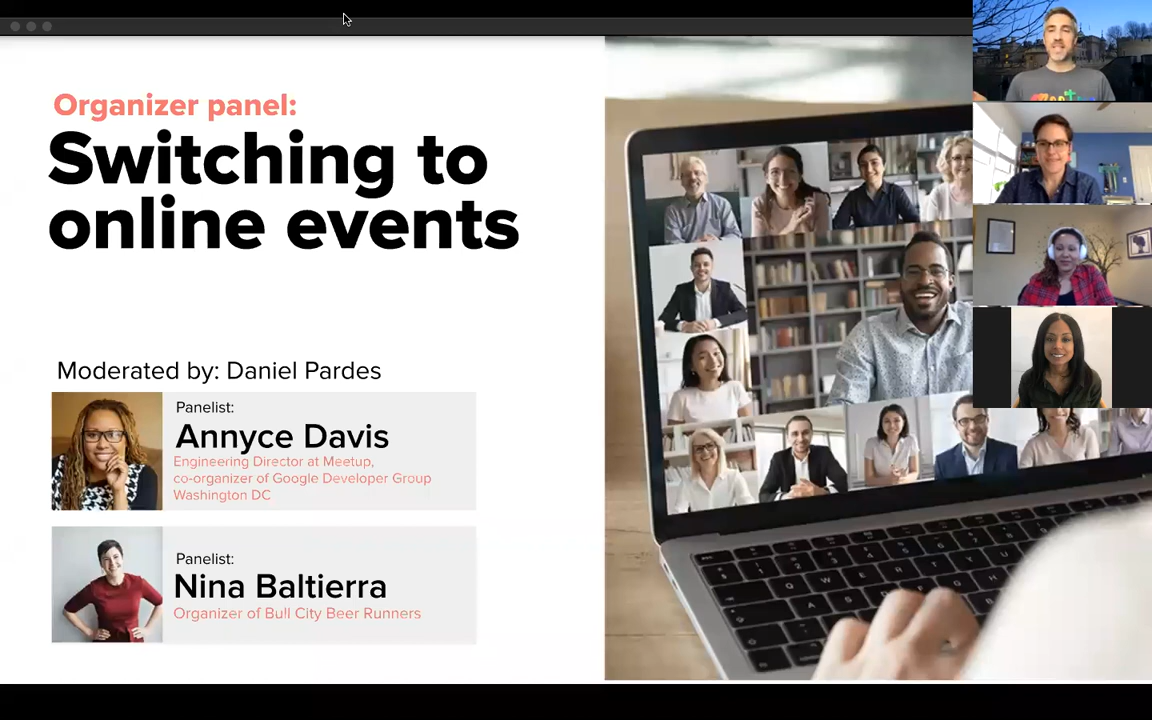 Organizer panel:
Switching to
online events
Moderated by: Daniel Pardes
Panelist:
Annyce Davis
Engineering Director at Meetup,
co-organizer of Google Developer Group
Washington DC
Panelist:
Nina Baltierra
Organizer of Bull City Beer Runners